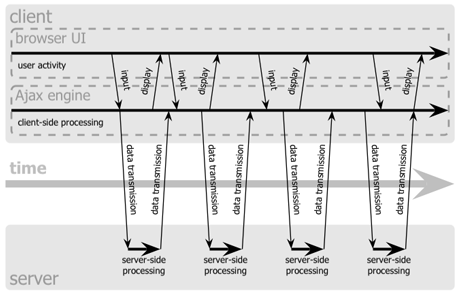 client
browser UI
user activity
input
display
input
display
input
display
input
display
Ajax engine
client-side processing
data transmission
data transmission
data transmission
data transmission
data transmission
data transmission
data transmission
data transmission
time
server-side
processing
server-side
processing
server-side
processing
server-side
processing
server